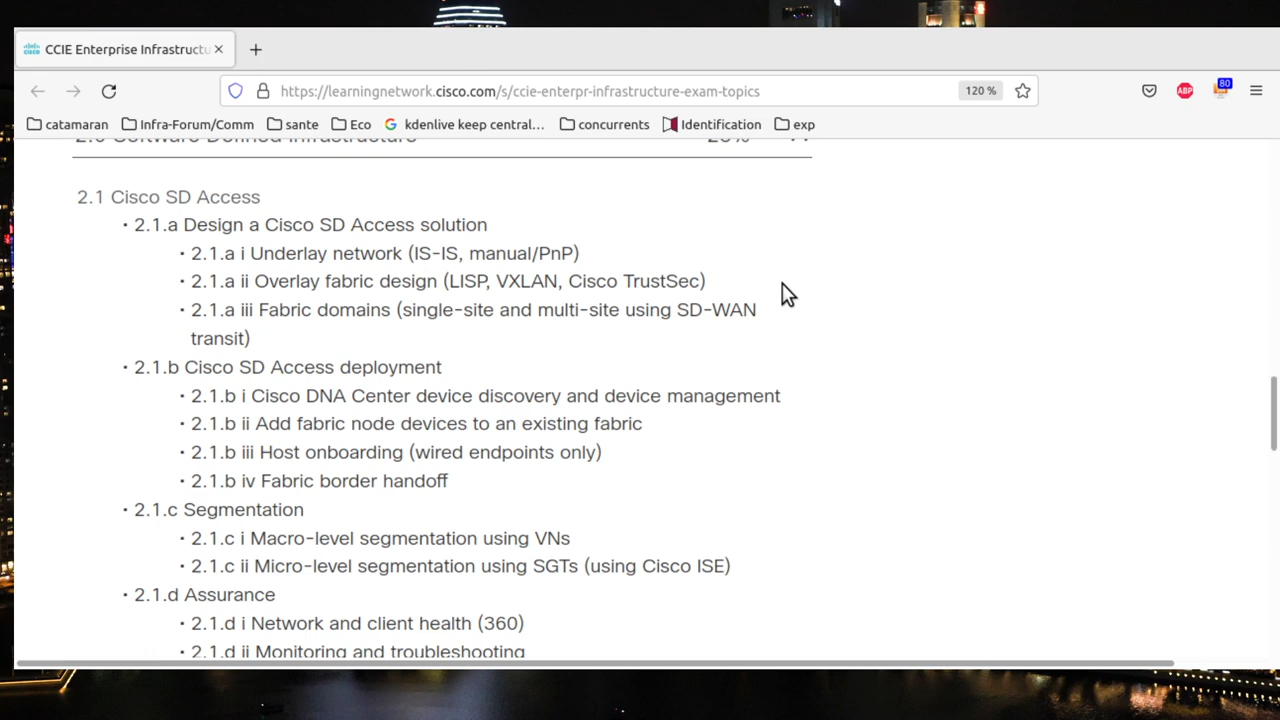 CCIE Enterprise Infrastructu
https://learningnetwork.cisco.com/s/ccie-enterpr-infrastructure-exam-topics 120 % ABP 80
catamaran Infra-Forum/Comm sante Eco kdenlive keep central... concurrents Identification exp
2.0 Software Defined Infrastructure 25%
2.1 Cisco SD Access
• 2.1.a Design a Cisco SD Access solution
• 2.1.a i Underlay network (IS-IS, manual/PnP)
• 2.1.a ii Overlay fabric design (LISP, VXLAN, Cisco TrustSec)
• 2.1.a iii Fabric domains (single-site and multi-site using SD-WAN
transit)
• 2.1.b Cisco SD Access deployment
• 2.1.b i Cisco DNA Center device discovery and device management
• 2.1.b ii Add fabric node devices to an existing fabric
• 2.1.b iii Host onboarding (wired endpoints only)
• 2.1.b iv Fabric border handoff
• 2.1.c Segmentation
• 2.1.c i Macro-level segmentation using VNs
• 2.1.c ii Micro-level segmentation using SGTs (using Cisco ISE)
• 2.1.d Assurance
• 2.1.d i Network and client health (360)
• 2.1.d ii Monitoring and troubleshooting